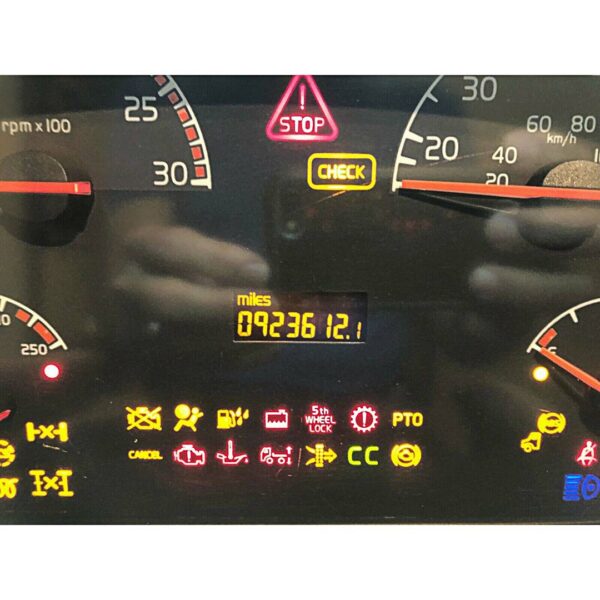 25
30
rpm x 100
STOP
60
80
km/h
20
40
30
CHECK
20
miles
0923612.1
250
5th
WHEEL
LOCK
PTO
CANCEL
CC